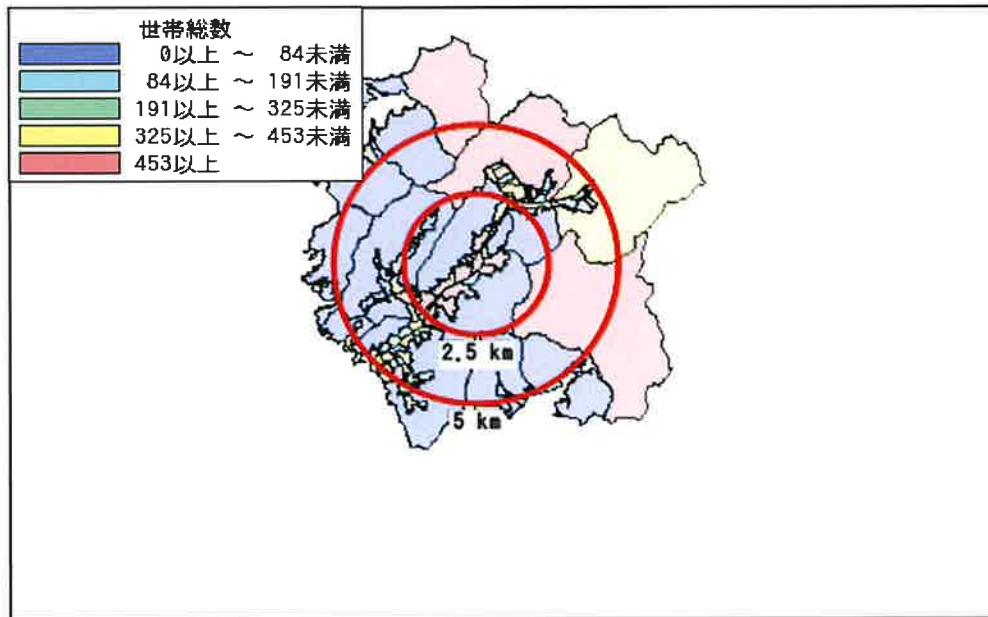 世帯総数
0以上 ～ 84未満
84以上 ～ 191未満
191以上 ～ 325未満
325以上 ～ 453未満
453以上
2.5 km
5 km